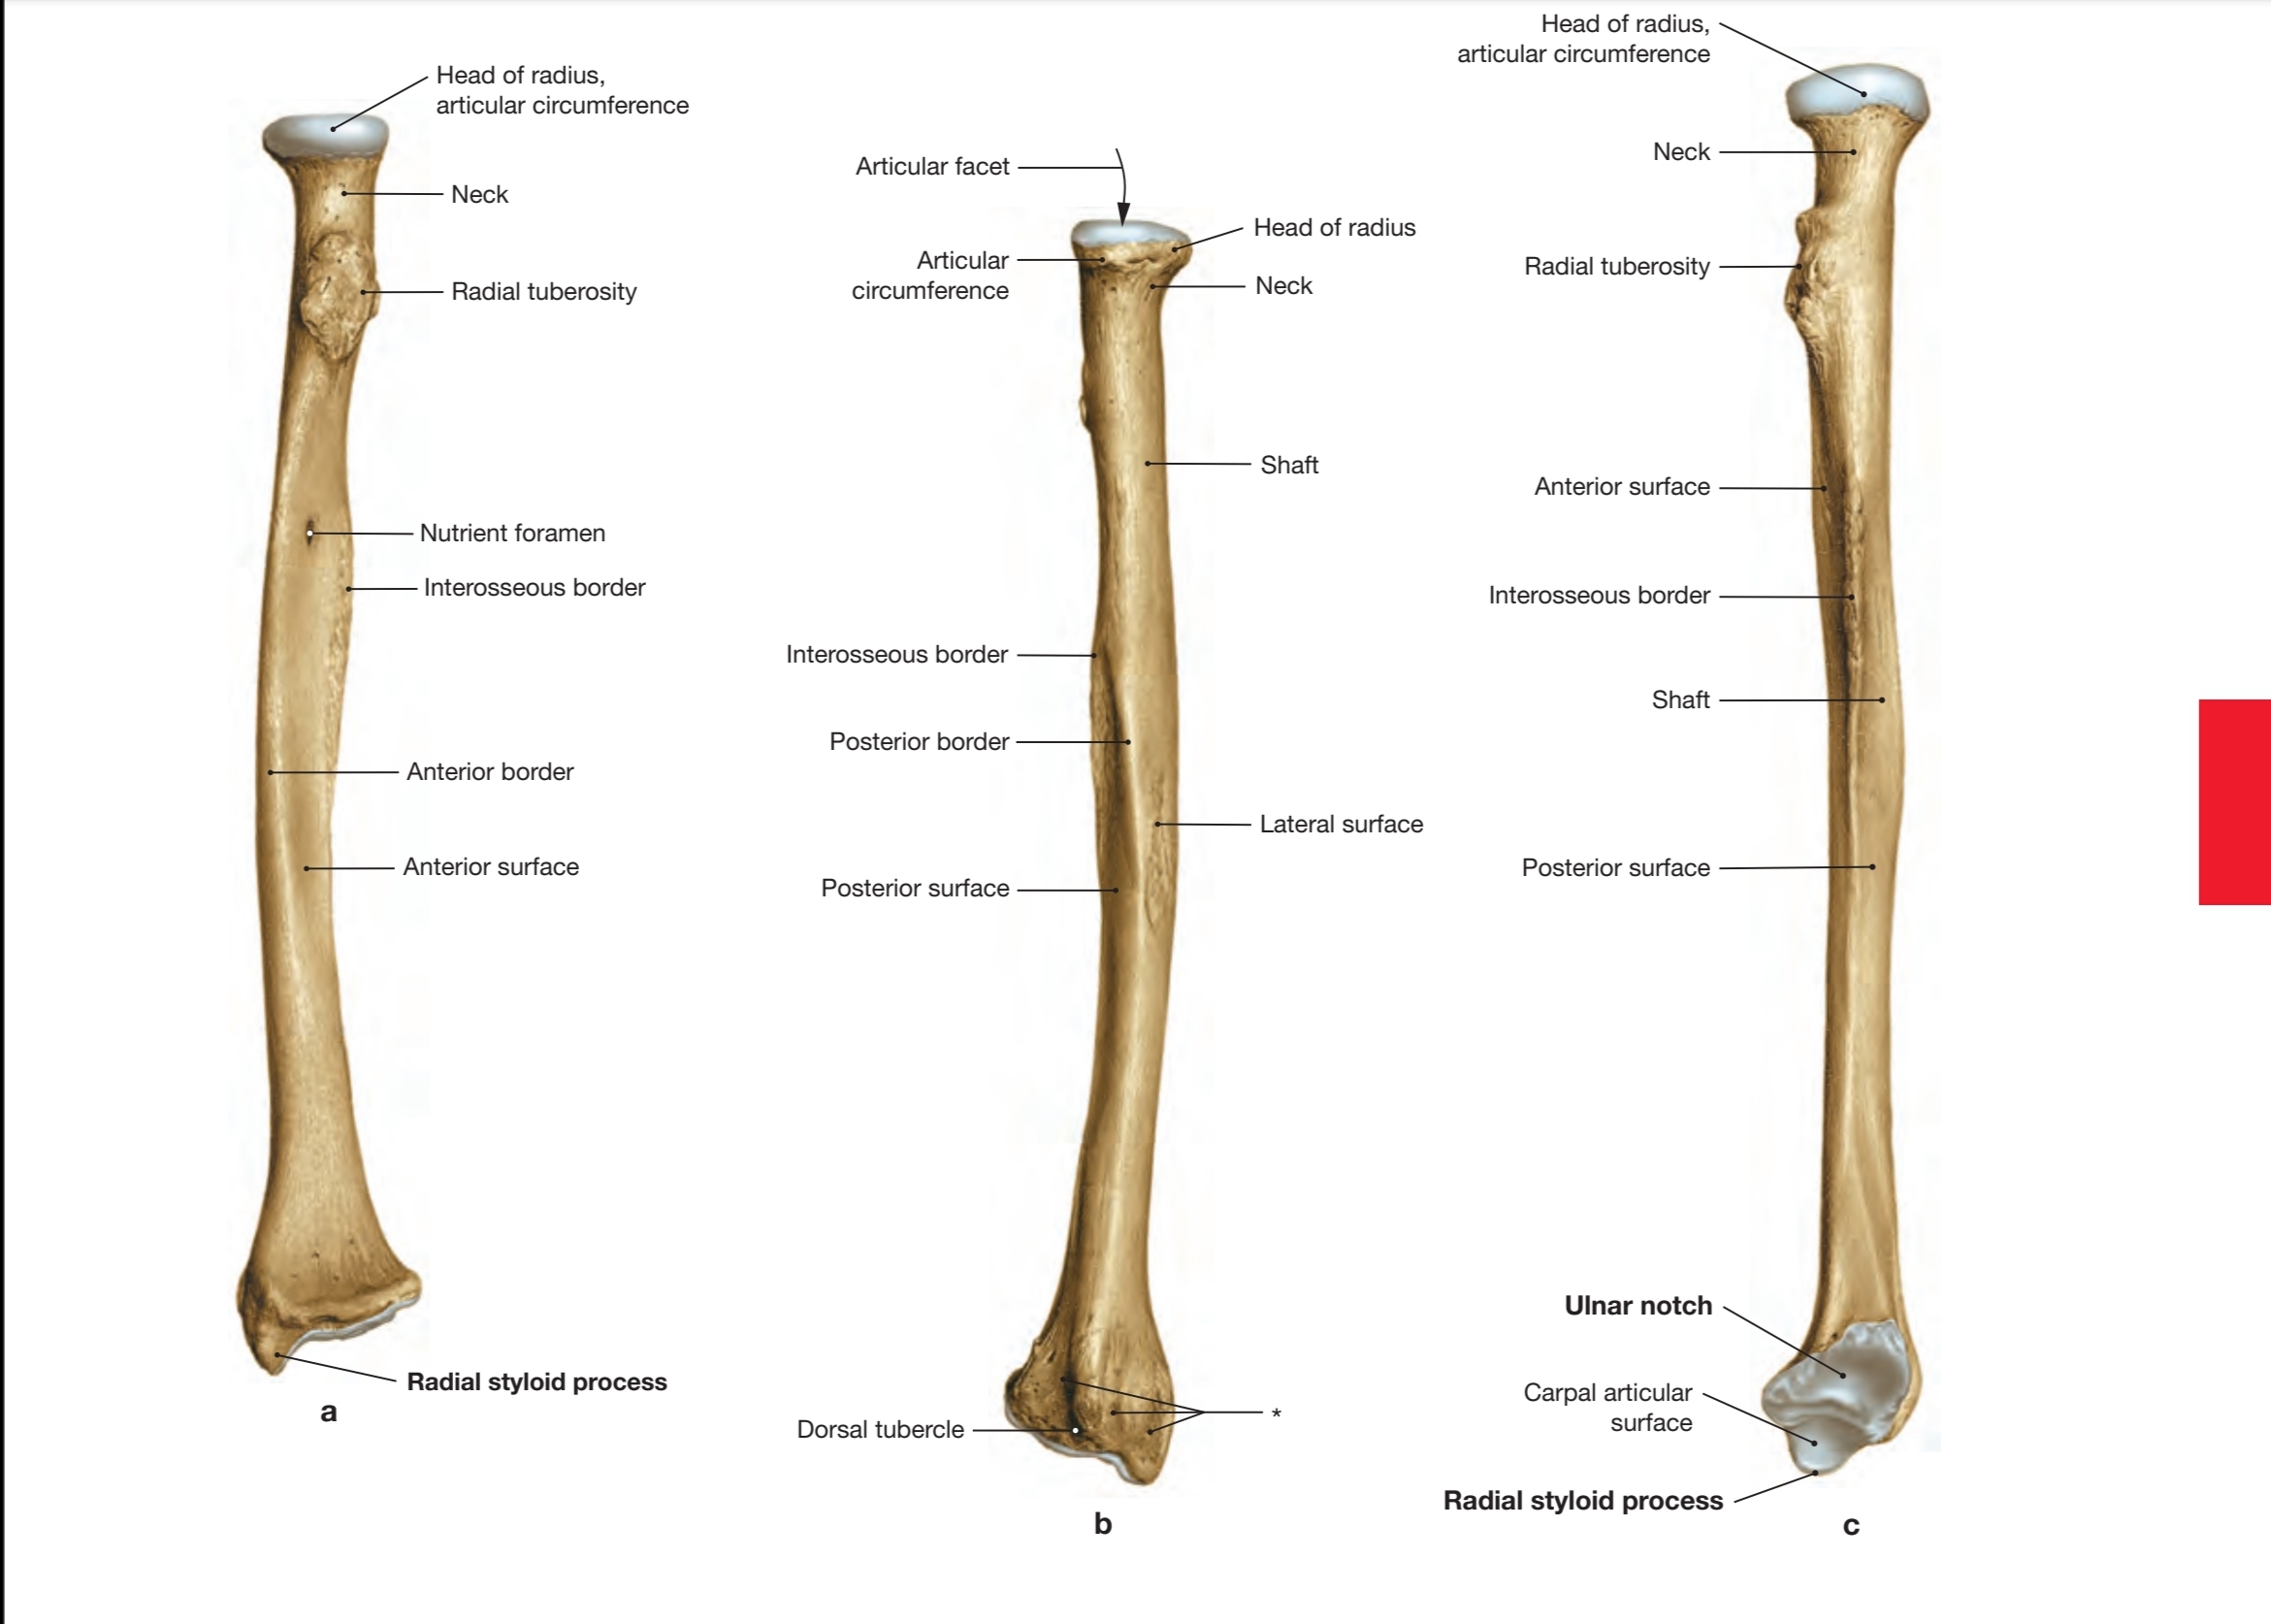 Head of radius,
articular circumference
Neck
Radial tuberosity
Nutrient foramen
Interosseous border
Anterior border
Anterior surface
Radial styloid process
a
Articular facet
Head of radius
Articular
circumference
Neck
Shaft
Interosseous border
Posterior border
Lateral surface
Posterior surface
Dorsal tubercle
*
b
Head of radius,
articular circumference
Neck
Radial tuberosity
Anterior surface
Interosseous border
Shaft
Posterior surface
Ulnar notch
Carpal articular
surface
Radial styloid process
c